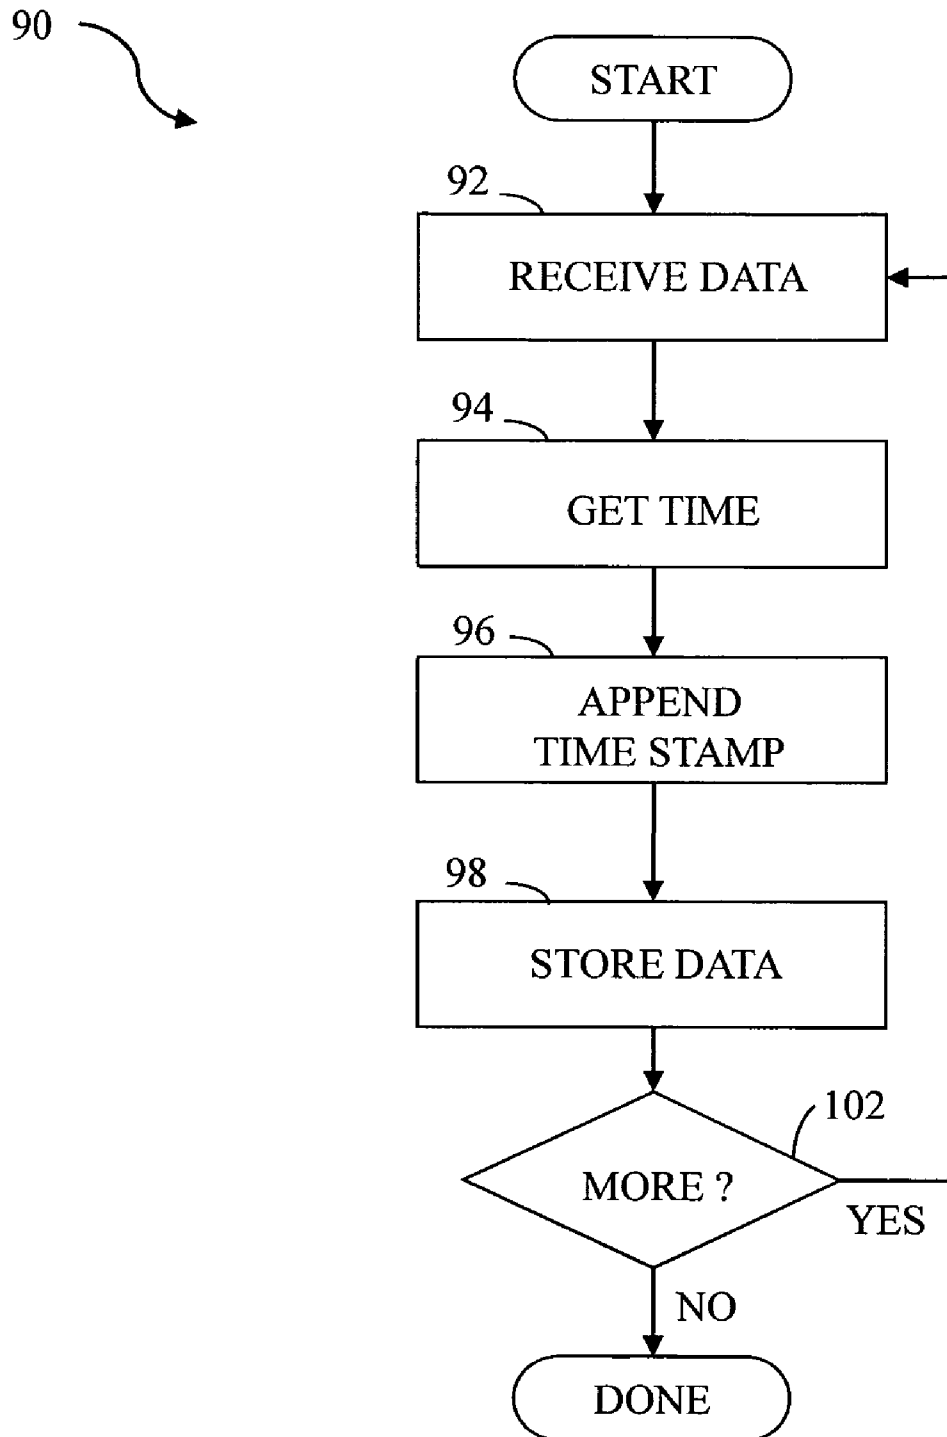 90
START
92
RECEIVE DATA
94
GET TIME
96
APPEND
TIME STAMP
98
STORE DATA
102
MORE ?
YES
NO
DONE